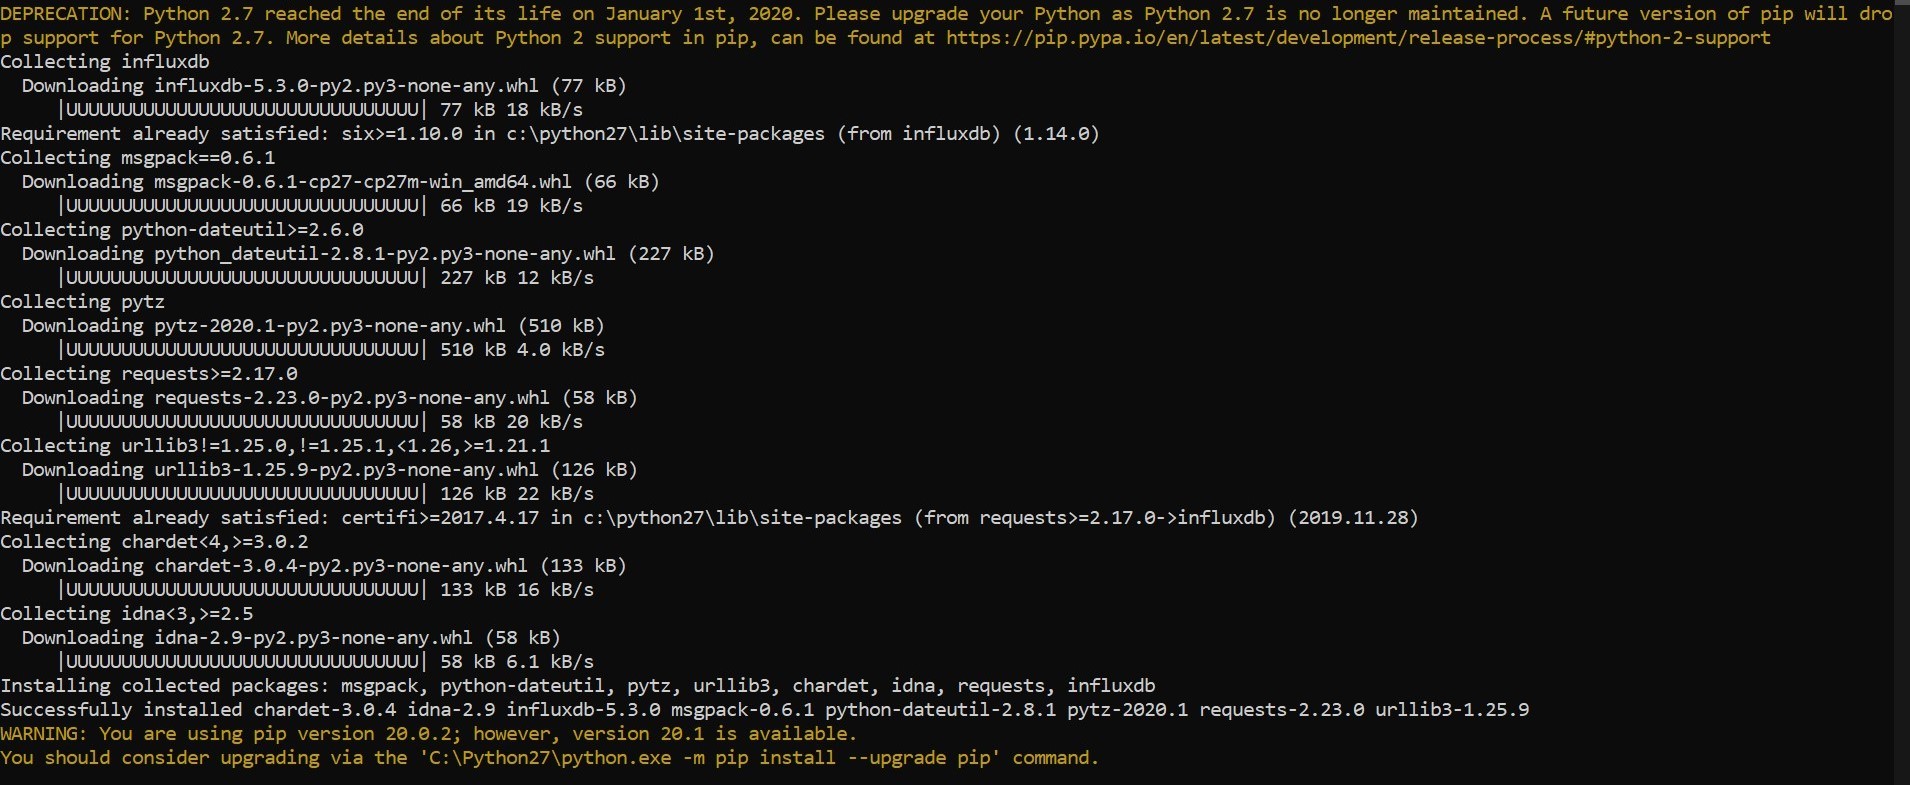 DEPRECATION: Python 2.7 reached the end of its life on January 1st, 2020. Please upgrade your Python as Python 2.7 is no longer maintained. A future version of pip will dro
p support for Python 2.7. More details about Python 2 support in pip, can be found at https://pip.pypa.io/en/latest/development/release-process/#python-2-support
Collecting influxdb
  Downloading influxdb-5.3.0-py2.py3-none-any.whl (77 kB)
     |UUUUUUUUUUUUUUUUUUUUUUUUUUUUUUUU| 77 kB 18 kB/s
Requirement already satisfied: six>=1.10.0 in c:\python27\lib\site-packages (from influxdb) (1.14.0)
Collecting msgpack==0.6.1
  Downloading msgpack-0.6.1-cp27-cp27m-win_amd64.whl (66 kB)
     |UUUUUUUUUUUUUUUUUUUUUUUUUUUUUUUU| 66 kB 19 kB/s
Collecting python-dateutil>=2.6.0
  Downloading python_dateutil-2.8.1-py2.py3-none-any.whl (227 kB)
     |UUUUUUUUUUUUUUUUUUUUUUUUUUUUUUUU| 227 kB 12 kB/s
Collecting pytz
  Downloading pytz-2020.1-py2.py3-none-any.whl (510 kB)
     |UUUUUUUUUUUUUUUUUUUUUUUUUUUUUUUU| 510 kB 4.0 kB/s
Collecting requests>=2.17.0
  Downloading requests-2.23.0-py2.py3-none-any.whl (58 kB)
     |UUUUUUUUUUUUUUUUUUUUUUUUUUUUUUUU| 58 kB 20 kB/s
Collecting urllib3!=1.25.0,!=1.25.1,<1.26,>=1.21.1
  Downloading urllib3-1.25.9-py2.py3-none-any.whl (126 kB)
     |UUUUUUUUUUUUUUUUUUUUUUUUUUUUUUUU| 126 kB 22 kB/s
Requirement already satisfied: certifi>=2017.4.17 in c:\python27\lib\site-packages (from requests>=2.17.0->influxdb) (2019.11.28)
Collecting chardet<4,>=3.0.2
  Downloading chardet-3.0.4-py2.py3-none-any.whl (133 kB)
     |UUUUUUUUUUUUUUUUUUUUUUUUUUUUUUUU| 133 kB 16 kB/s
Collecting idna<3,>=2.5
  Downloading idna-2.9-py2.py3-none-any.whl (58 kB)
     |UUUUUUUUUUUUUUUUUUUUUUUUUUUUUUUU| 58 kB 6.1 kB/s
Installing collected packages: msgpack, python-dateutil, pytz, urllib3, chardet, idna, requests, influxdb
Successfully installed chardet-3.0.4 idna-2.9 influxdb-5.3.0 msgpack-0.6.1 python-dateutil-2.8.1 pytz-2020.1 requests-2.23.0 urllib3-1.25.9
WARNING: You are using pip version 20.0.2; however, version 20.1 is available.
You should consider upgrading via the 'C:\Python27\python.exe -m pip install --upgrade pip' command.